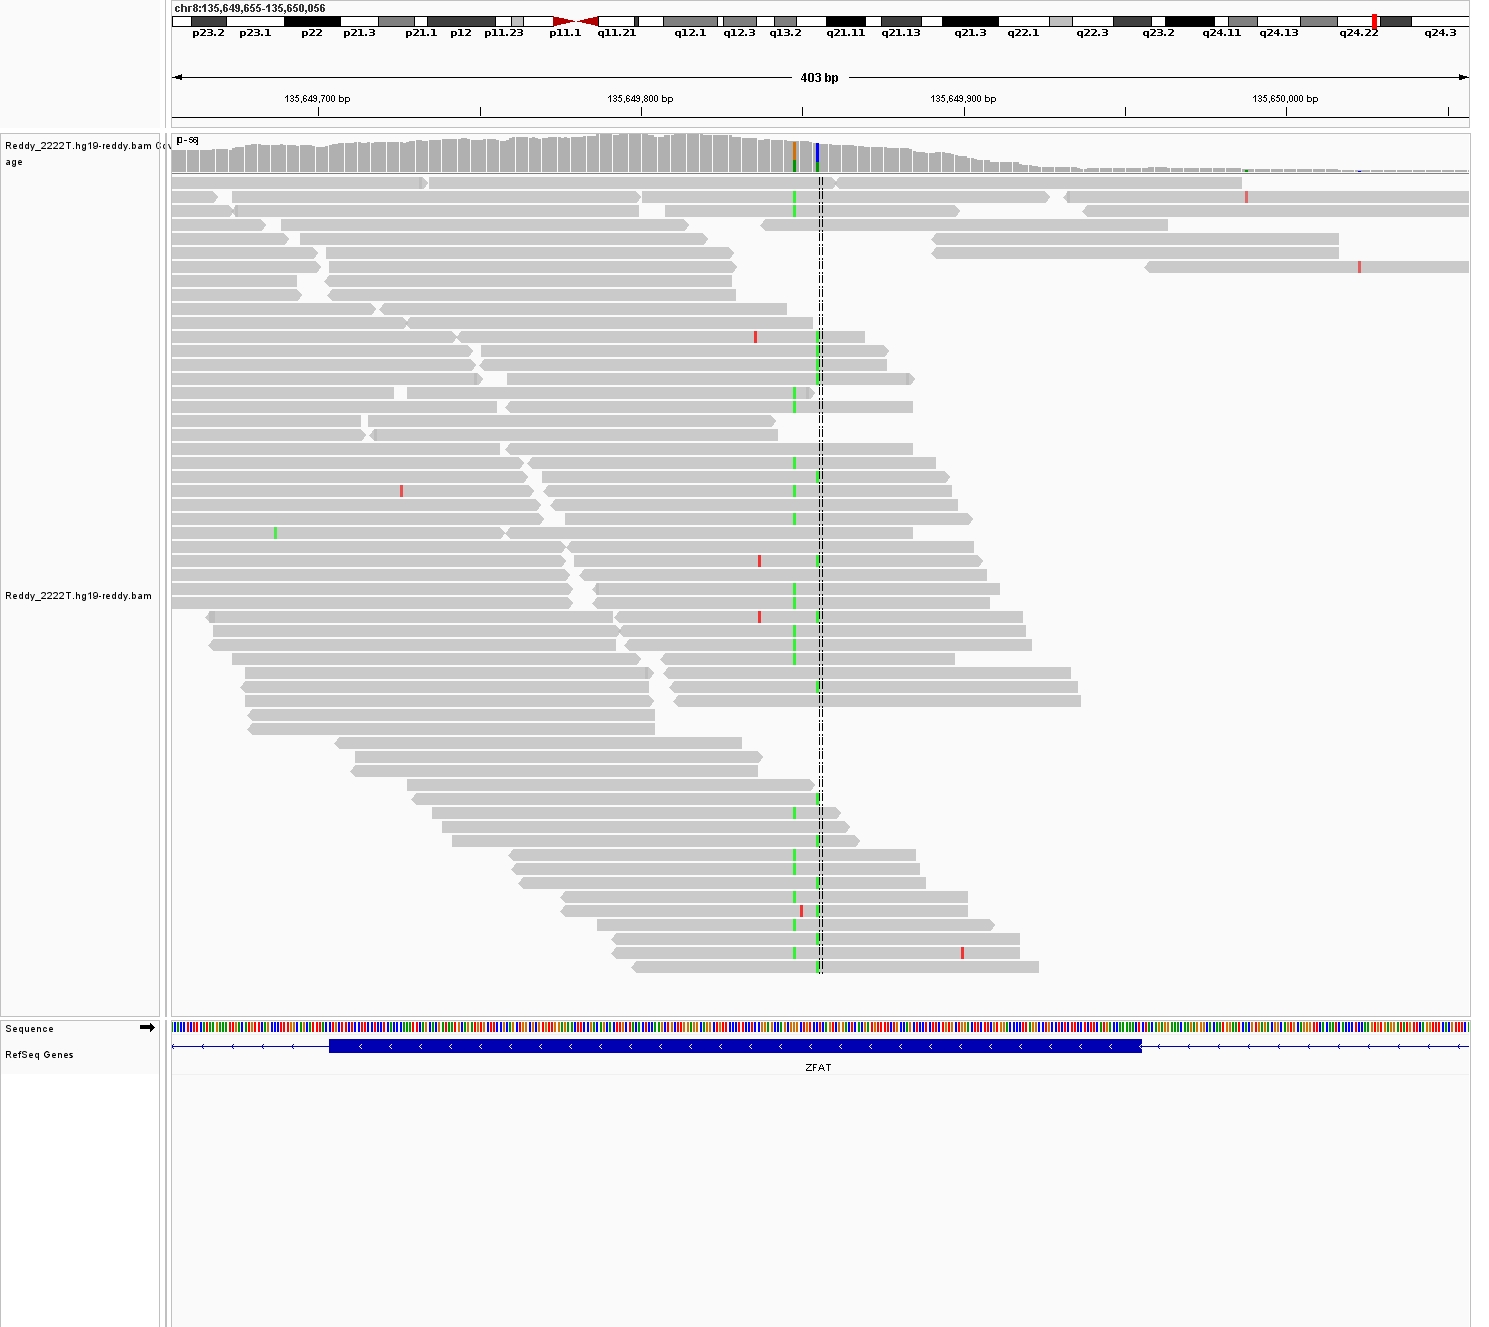 chr8:135,649,655-135,650,056
p23.2 p23.1 p22 p21.3 p21.1 p12 p11.23 p11.1 q11.21 q12.1 q12.3 q13.2 q21.11 q21.13 q21.3 q22.1 q22.3 q23.2 q24.11 q24.13 q24.22 q24.3
403 bp
135,649,700 bp 135,649,800 bp 135,649,900 bp 135,650,000 bp
Reddy_2222T.hg19-reddy.bam Cov
age
[0-56]
Reddy_2222T.hg19-reddy.bam
Sequence
RefSeq Genes
ZFAT